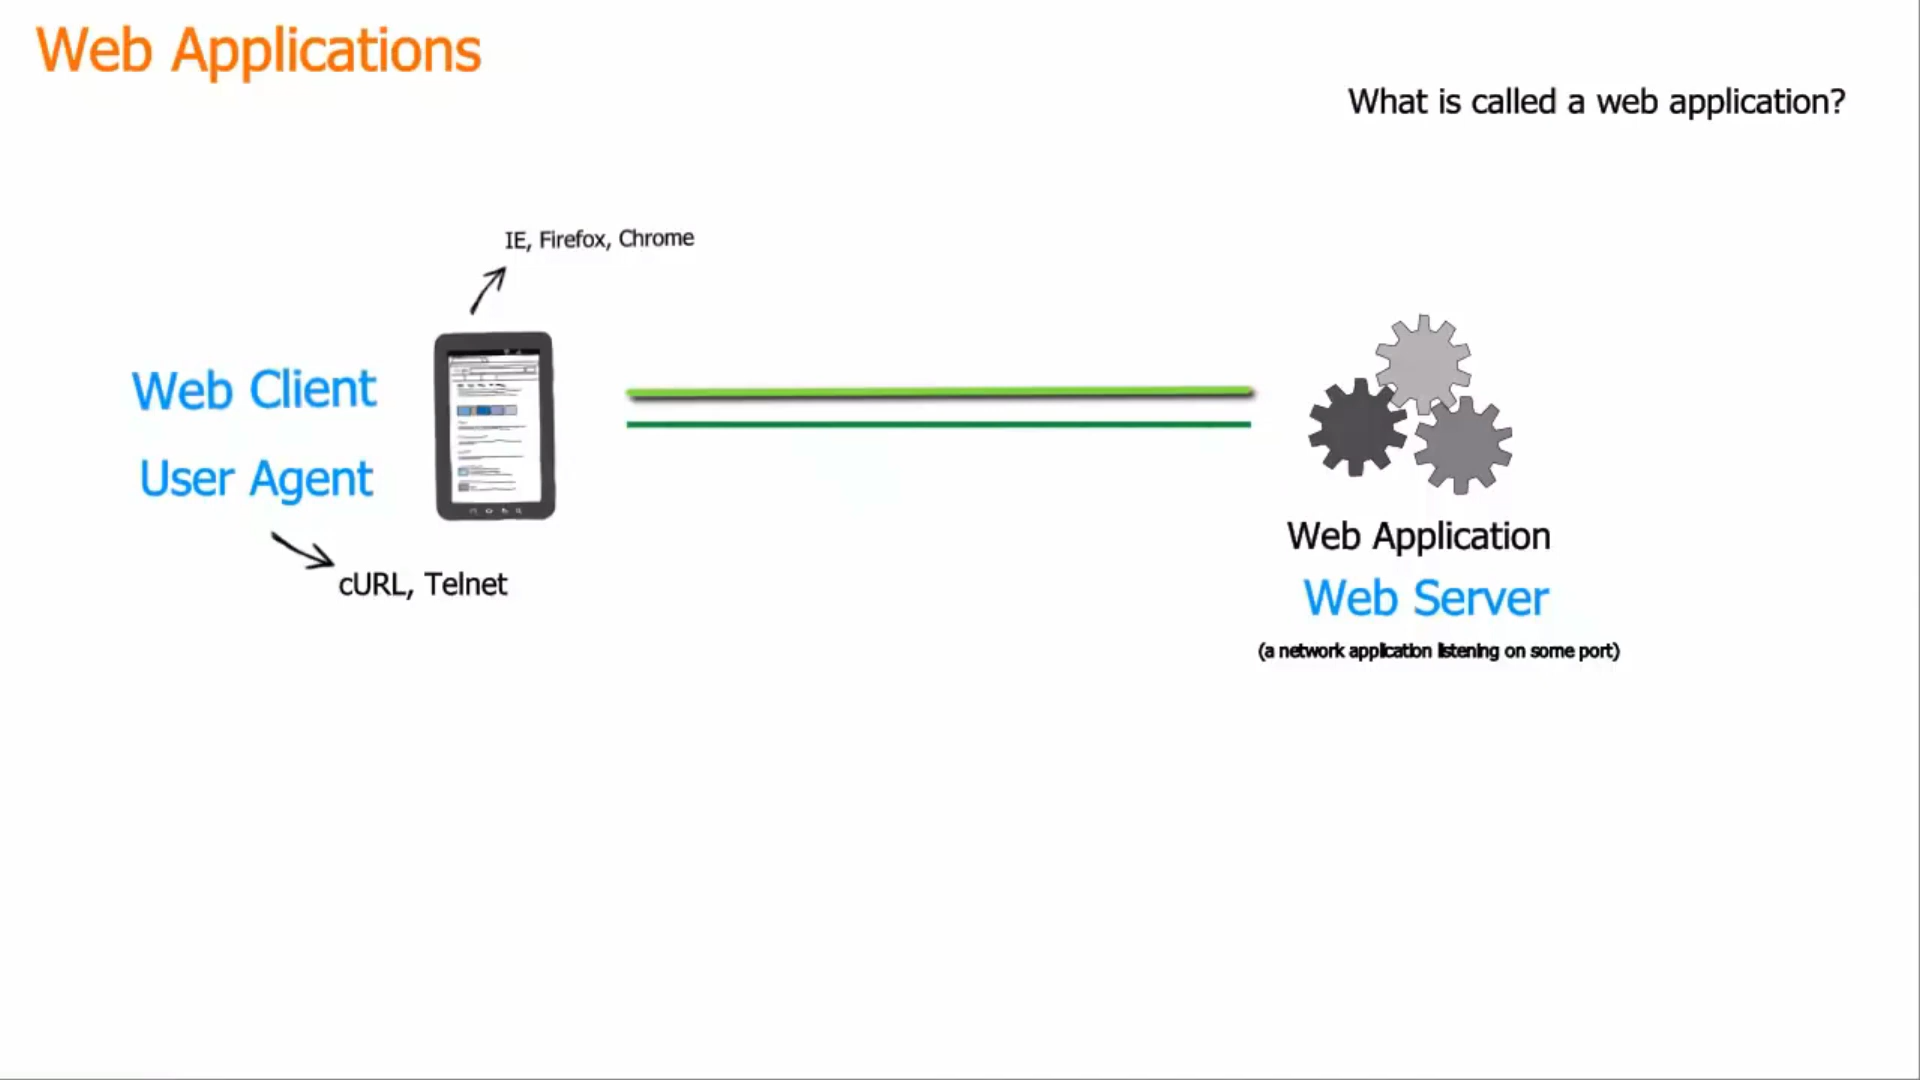 Web Applications
What is called a web application?
IE, Firefox, Chrome
Web Client
User Agent
cURL, Telnet
Web Application
Web Server
(a network application listening on some port)